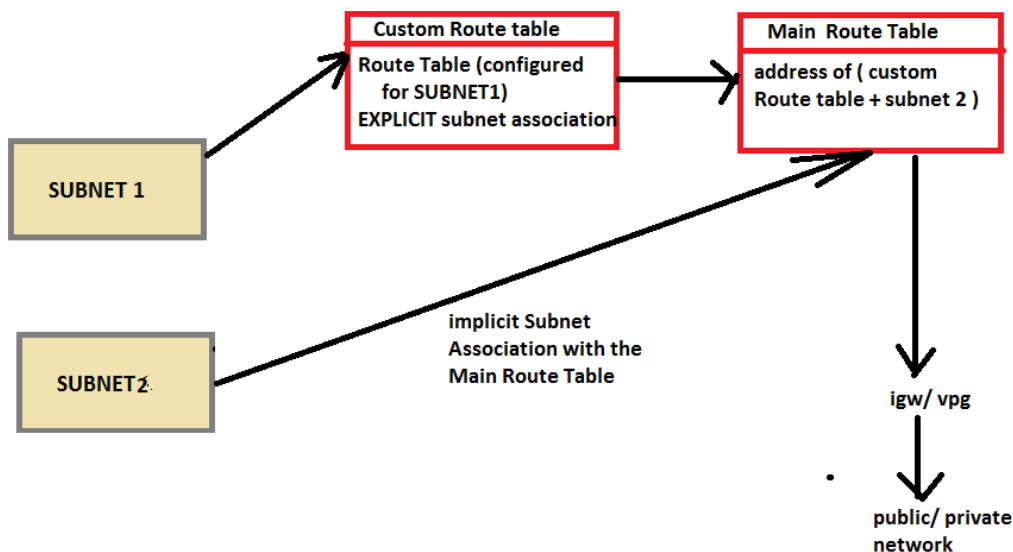 Custom Route table
Route Table (configured
for SUBNET1)
EXPLICIT subnet association
Main Route Table
address of ( custom
Route table + subnet 2 )
SUBNET 1
SUBNET2
implicit Subnet
Association with the
Main Route Table
igw/ vpg
public/ private
network